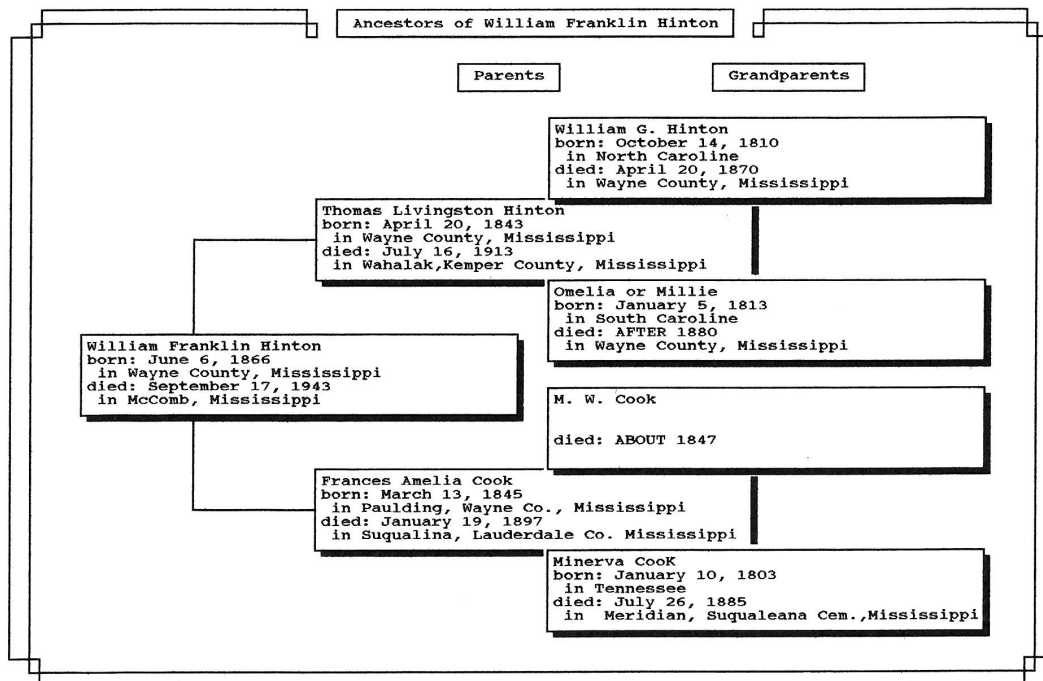 Ancestors of William Franklin Hinton
Parents
Grandparents
William G. Hinton
born: October 14, 1810
in North Caroline
died: April 20, 1870
in Wayne County, Mississippi
Thomas Livingston Hinton
born: April 20, 1843
in Wayne County, Mississippi
died: July 16, 1913
in Wahalak,Kemper County, Mississippi
Omelia or Millie
born: January 5, 1813
in South Caroline
died: AFTER 1880
in Wayne County, Mississippi
William Franklin Hinton
born: June 6, 1866
in Wayne County, Mississippi
died: September 17, 1943
in McComb, Mississippi
M. W. Cook
died: ABOUT 1847
Frances Amelia Cook
born: March 13, 1845
in Paulding, Wayne Co., Mississippi
died: January 19, 1897
in Suqualina, Lauderdale Co. Mississippi
Minerva CooK
born: January 10, 1803
in Tennessee
died: July 26, 1885
in Meridian, Suqualeana Cem.,Mississippi